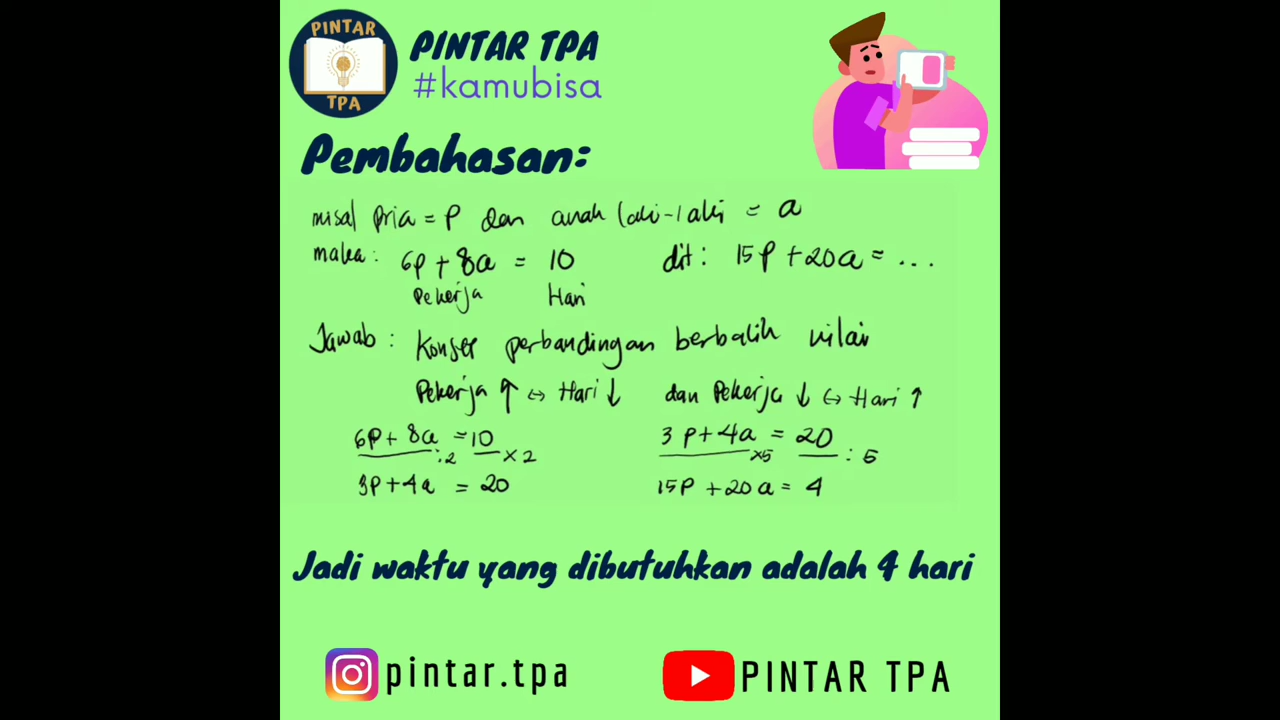 PINTAR
TPA
PINTAR TPA
#kamubisa
Pembahasan:
misal pria = p dan anak laki-laki = a
maka: 6p + 8a = 10 dit: 15p + 20a = ...
Pekerja Hari
Jawab: Konsep perbandingan berbalik nilai
Pekerja ↑ ↔ Hari ↓ dan Pekerja ↓ ↔ Hari ↑
6p + 8a = 10 3p + 4a = 20
:2 ×2 ×5 :5
3p + 4a = 20 15p + 20a = 4
Jadi waktu yang dibutuhkan adalah 4 hari
pintar.tpa PINTAR TPA